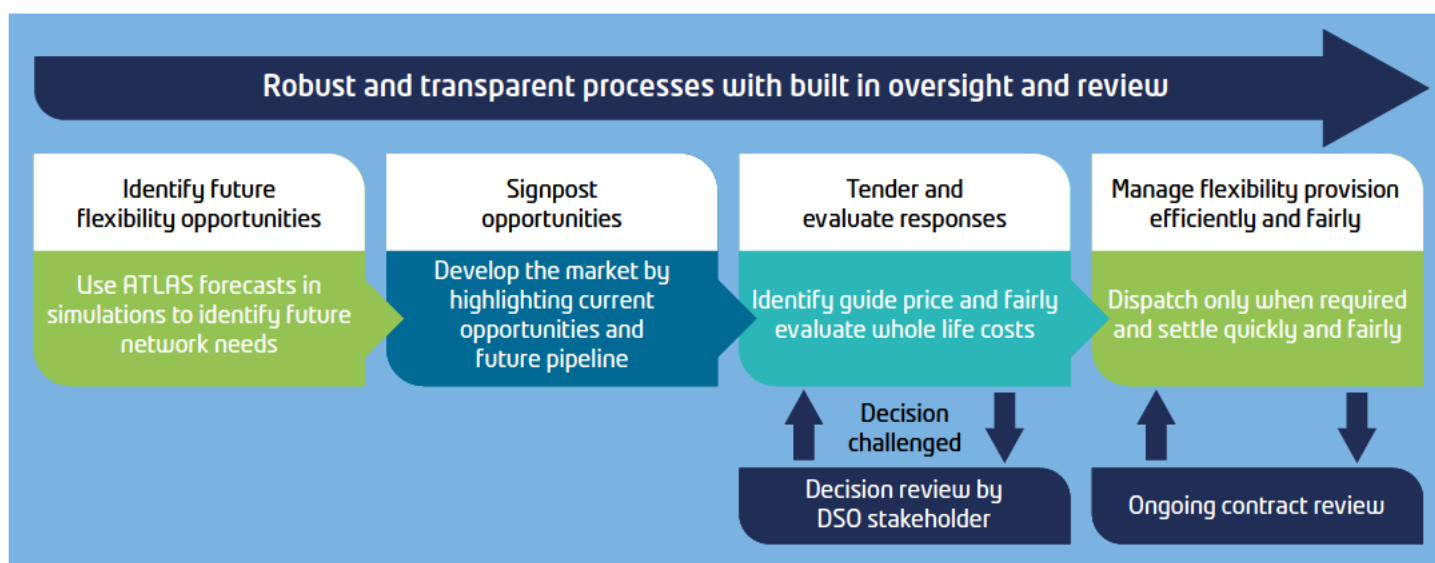 Robust and transparent processes with built in oversight and review
Identify future
flexibility opportunities
Use ATLAS forecasts in
simulations to identify future
network needs
Signpost
opportunities
Develop the market by
highlighting current
opportunities and
future pipeline
Tender and
evaluate responses
Identify guide price and fairly
evaluate whole life costs
Manage flexibility provision
efficiently and fairly
Dispatch only when required
and settle quickly and fairly
Decision
challenged
Decision review by
DSO stakeholder
Ongoing contract review